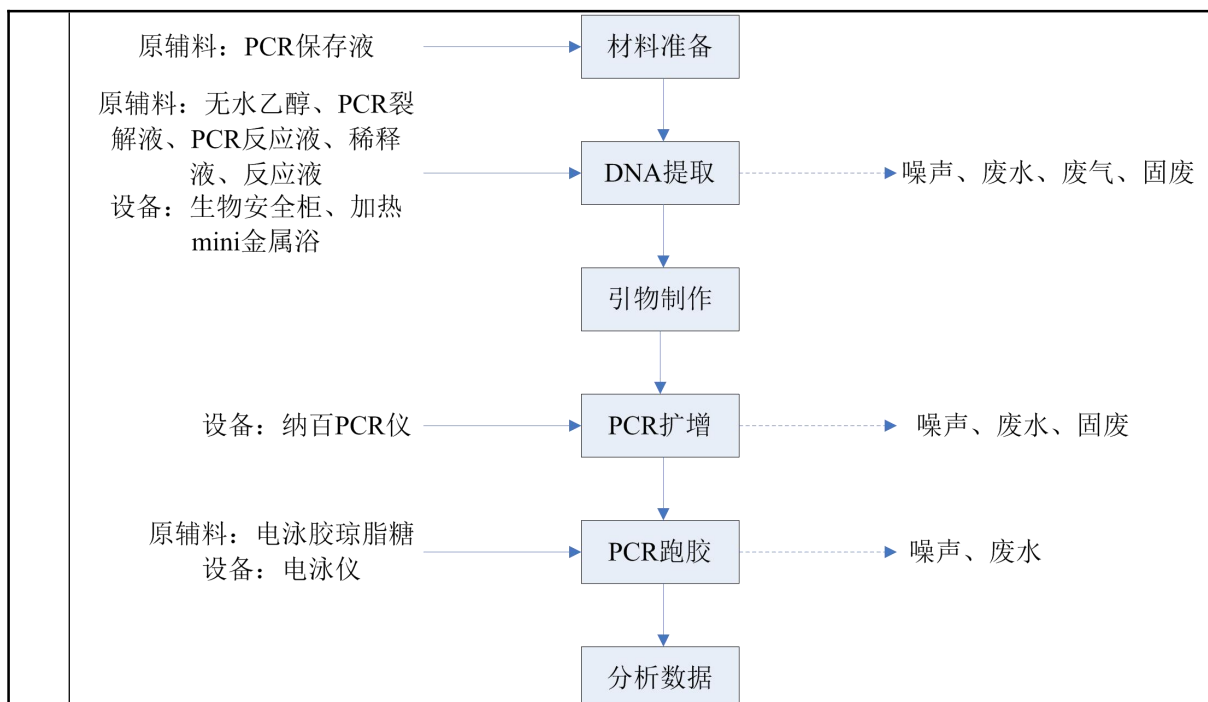 原辅料：PCR保存液
材料准备
原辅料：无水乙醇、PCR裂
解液、PCR反应液、稀释
液、反应液
设备：生物安全柜、加热
mini金属浴
DNA提取
噪声、废水、废气、固废
引物制作
设备：纳百PCR仪
PCR扩增
噪声、废水、固废
原辅料：电泳胶琼脂糖
设备：电泳仪
PCR跑胶
噪声、废水
分析数据